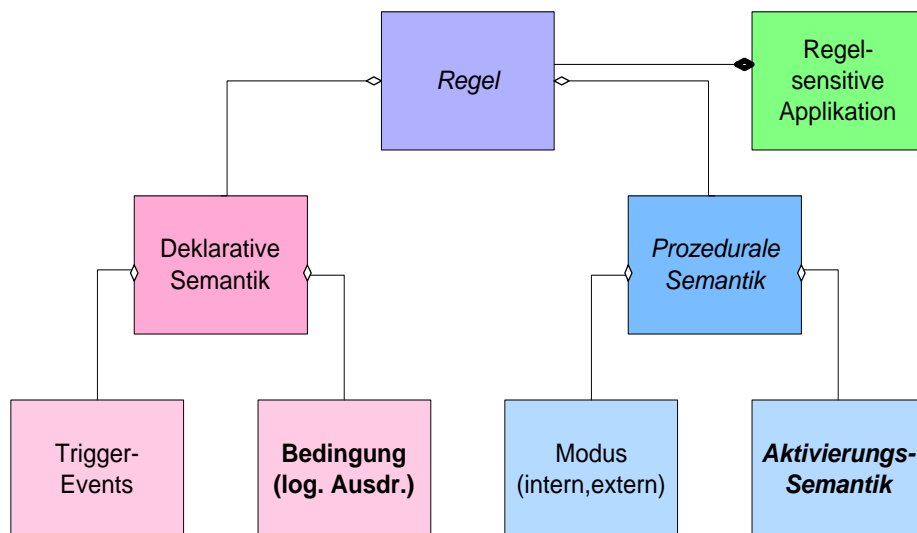 Regel
Regel-
sensitive
Applikation
Deklarative
Semantik
Prozedurale
Semantik
Trigger-
Events
Bedingung
(log. Ausdr.)
Modus
(intern,extern)
Aktivierungs-
Semantik